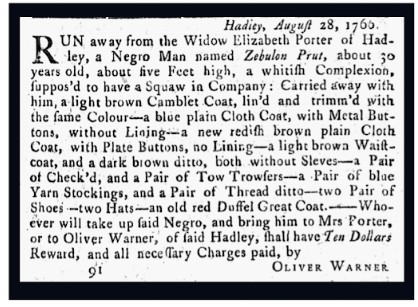 Hadley, August 28, 1766.
RUN away from the Widow Elizabeth Porter of Had-
ley, a Negro Man named Zebulon Prut, about 30
years old, about five Feet high, a whitish Complexion,
suppos'd to have a Squaw in Company: Carried away with
him, a light brown Camblet Coat, lin'd and trimm'd with
the same Colour—a blue plain Cloth Coat, with Metal But-
tons, without Lining—a new redish brown plain Cloth
Coat, with Plate Buttons, no Lining—a light brown Waist-
coat, and a dark brown ditto, both without Sleves—a Pair
of Check'd, and a Pair of Tow Trowsers—a Pair of blue
Yarn Stockings, and a Pair of Thread ditto—two Pair of
Shoes—two Hats—an old red Duffel Great Coat.—Who-
ever will take up said Negro, and bring him to Mrs Porter,
or to Oliver Warner, of said Hadley, shall have Ten Dollars
Reward, and all necessary Charges paid, by
91 OLIVER WARNER